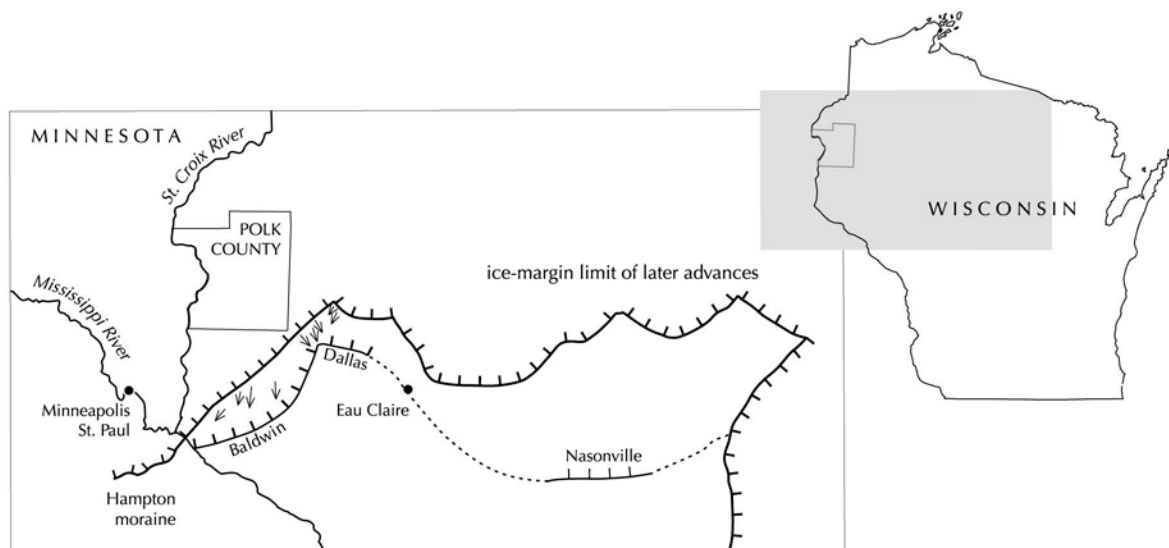 MINNESOTA
St. Croix River
POLK
COUNTY
WISCONSIN
Mississippi River
ice-margin limit of later advances
Dallas
Minneapolis
St. Paul
Eau Claire
Baldwin
Nasonville
Hampton
moraine